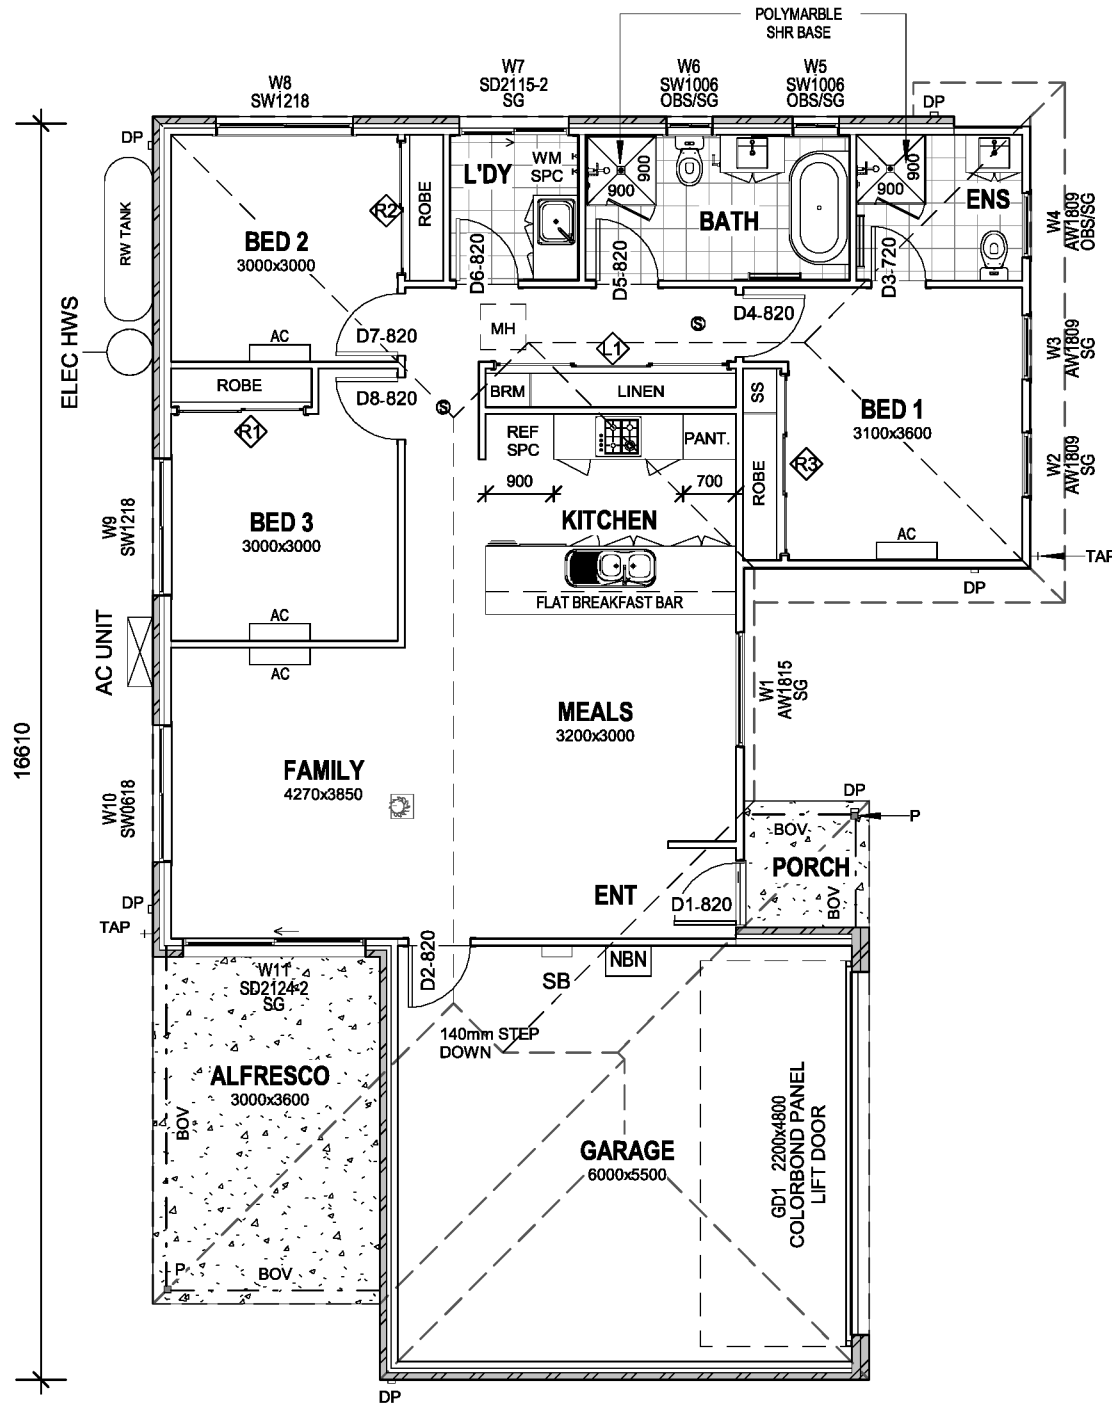 POLYMARBLE
SHR BASE
W8
SW1218
W7
SD2115-2
SG
W6
SW1006
OBS/SG
W5
SW1006
OBS/SG
DP
DP
RW TANK
ELEC HWS
BED 2
3000x3000
R2
ROBE
L'DY
WM
SPC
900
900
BATH
900
900
ENS
W4
AW1809
OBS/SG
D6-820
D5-820
D3-720
AC
D7-820
MH
S
L1
D4-820
W3
AW1809
SG
ROBE
D8-820
R1
S
BRM
LINEN
SS
BED 1
3100x3600
REF
SPC
PANT.
R3
ROBE
W2
AW1809
SG
900
700
W9
SW1218
BED 3
3000x3000
KITCHEN
AC
TAP
DP
FLAT BREAKFAST BAR
AC
AC
AC UNIT
W1
AW1815
SG
MEALS
3200x3000
16610
FAMILY
4270x3850
W10
SW0618
DP
P
BOV
PORCH
BOV
ENT
D1-820
DP
TAP
W11
SD2124-2
SG
D2-820
SB
NBN
140mm STEP
DOWN
ALFRESCO
3000x3600
BOV
GARAGE
6000x5500
GD1 2200x4800
COLORBOND PANEL
LIFT DOOR
P
BOV
DP